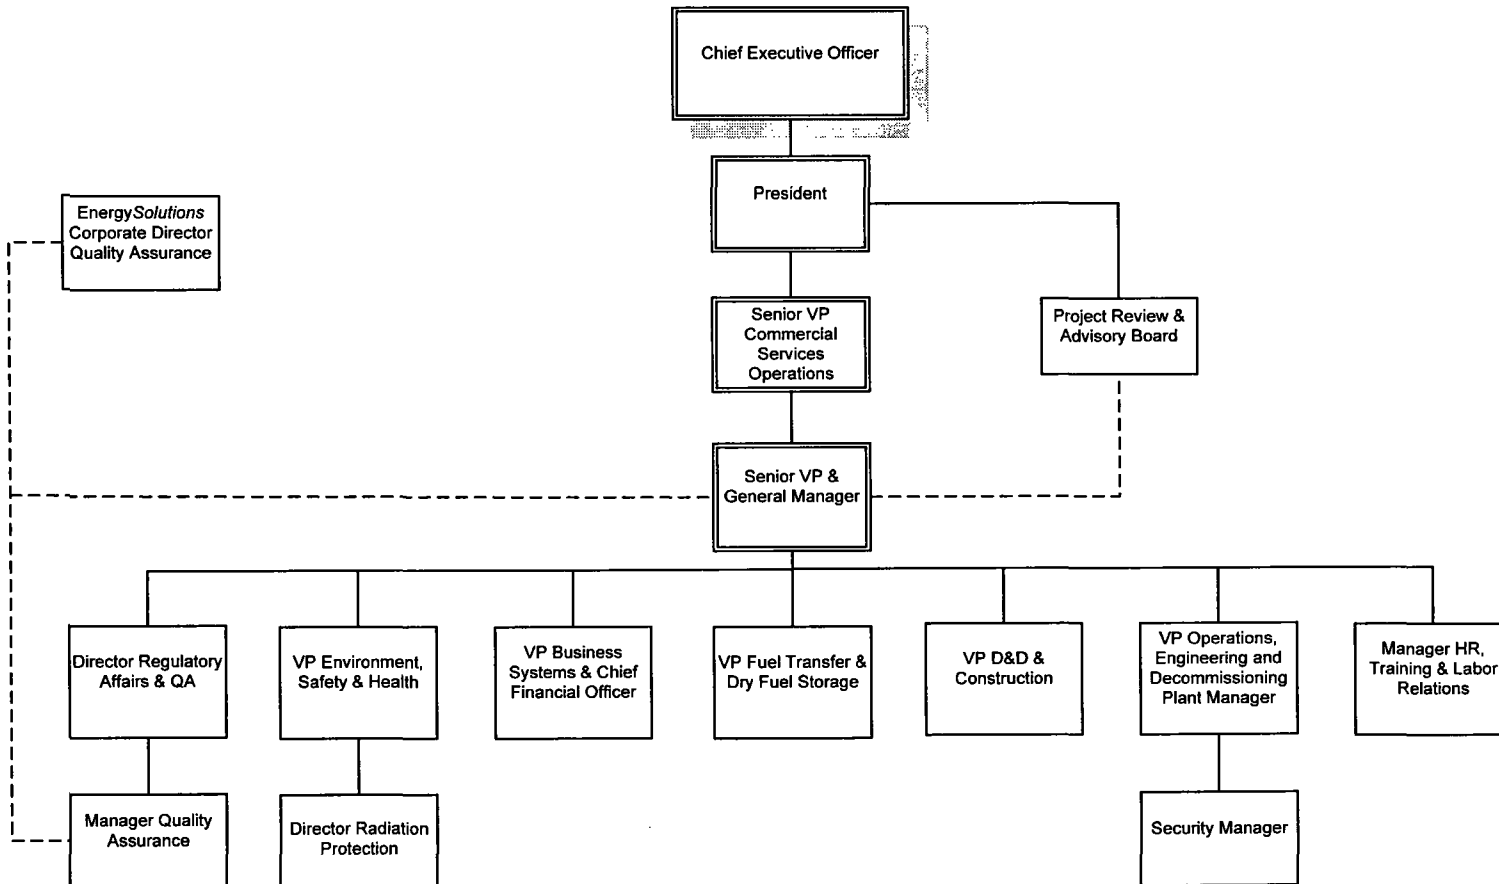 Chief Executive Officer
President
EnergySolutions
Corporate Director
Quality Assurance
Senior VP
Commercial
Services
Operations
Project Review &
Advisory Board
Senior VP &
General Manager
Director Regulatory
Affairs & QA
VP Environment,
Safety & Health
VP Business
Systems & Chief
Financial Officer
VP Fuel Transfer &
Dry Fuel Storage
VP D&D &
Construction
VP Operations,
Engineering and
Decommissioning
Plant Manager
Manager HR,
Training & Labor
Relations
Manager Quality
Assurance
Director Radiation
Protection
Security Manager